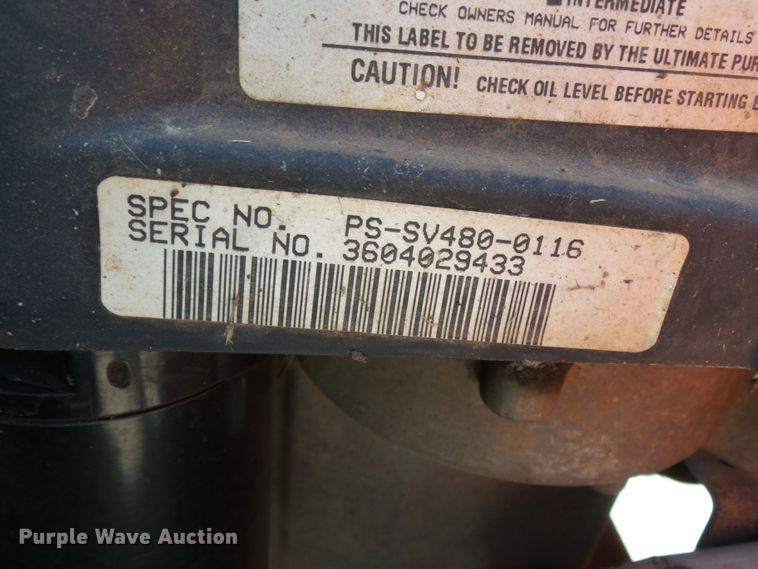 INTERMEDIATE
CHECK OWNERS MANUAL FOR FURTHER DETAILS
THIS LABEL TO BE REMOVED BY THE ULTIMATE PUR
CAUTION! CHECK OIL LEVEL BEFORE STARTING
SPEC NO. PS-SV480-0116
SERIAL NO. 3604029433
Purple Wave Auction